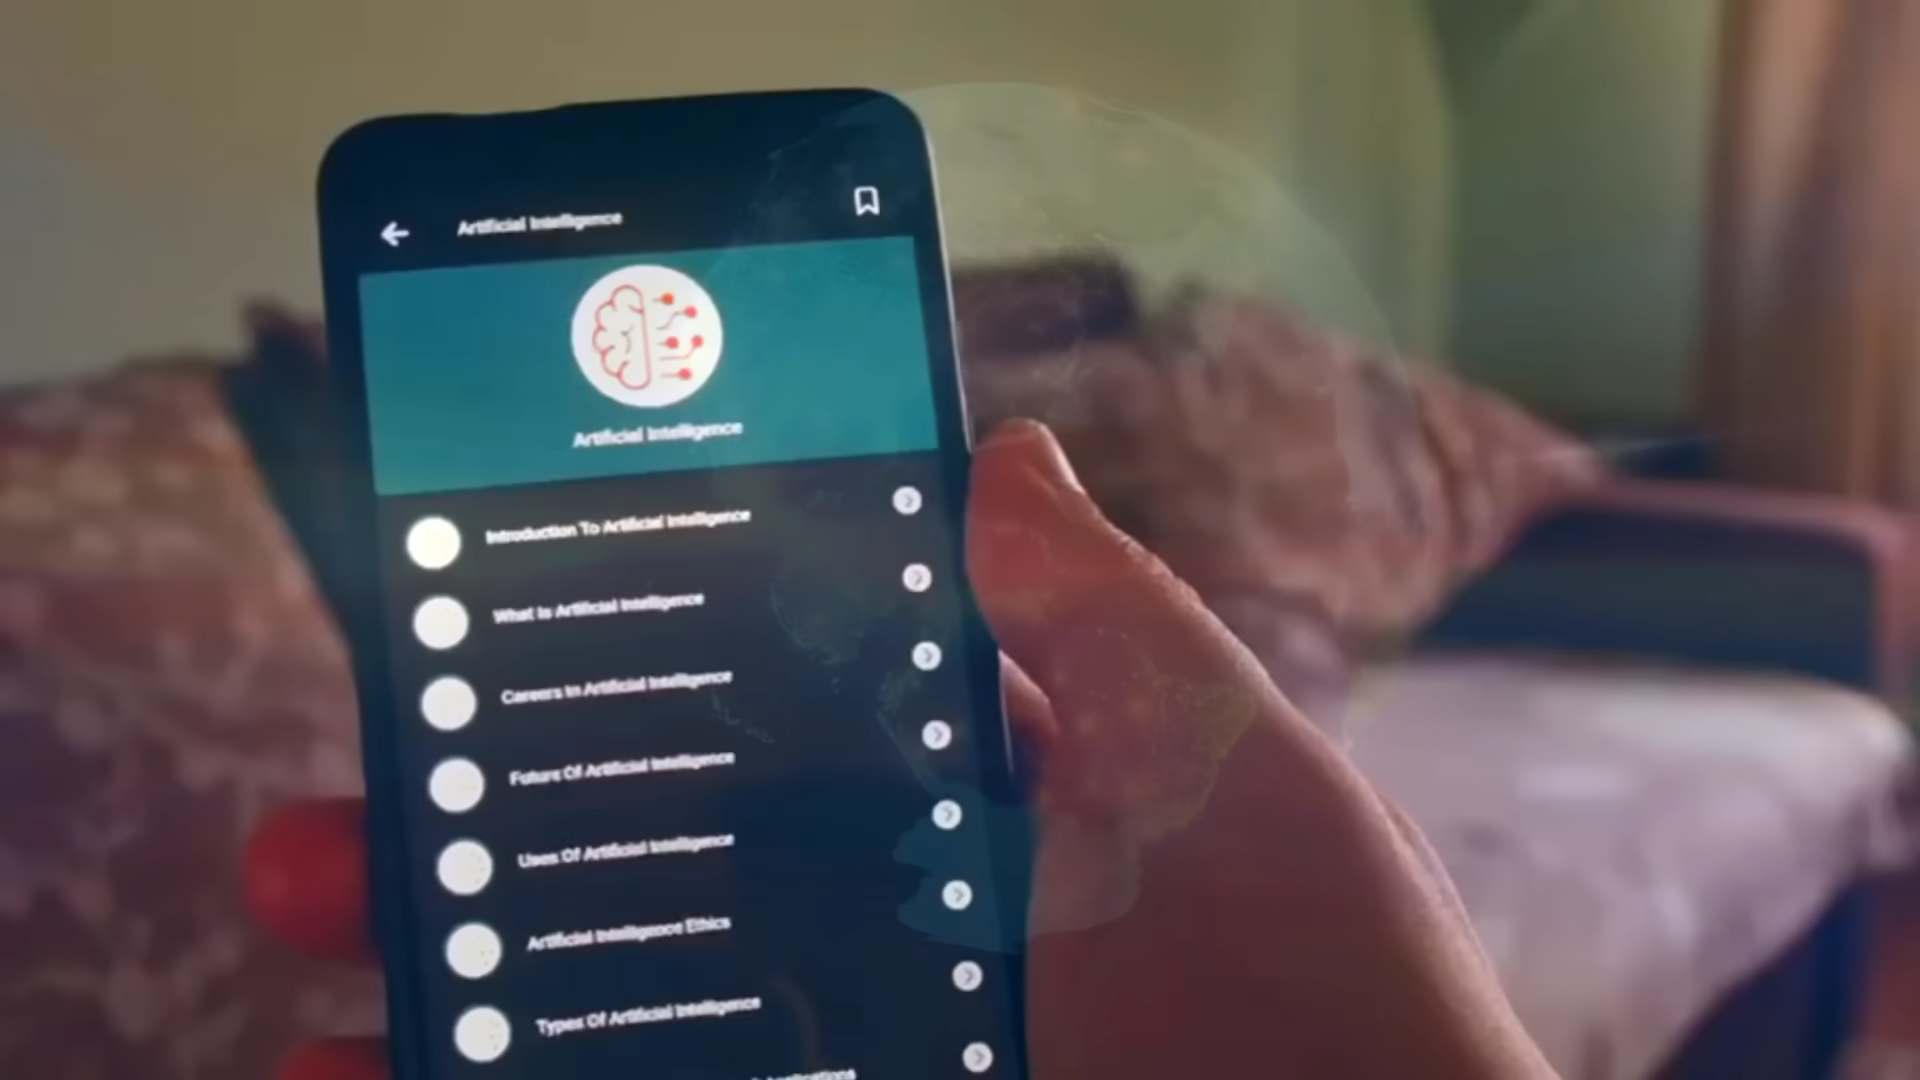 Artificial Intelligence
Artificial Intelligence
Introduction To Artificial Intelligence
What Is Artificial Intelligence
Careers In Artificial Intelligence
Future Of Artificial Intelligence
Uses Of Artificial Intelligence
Artificial Intelligence Ethics
Types Of Artificial Intelligence
Applications